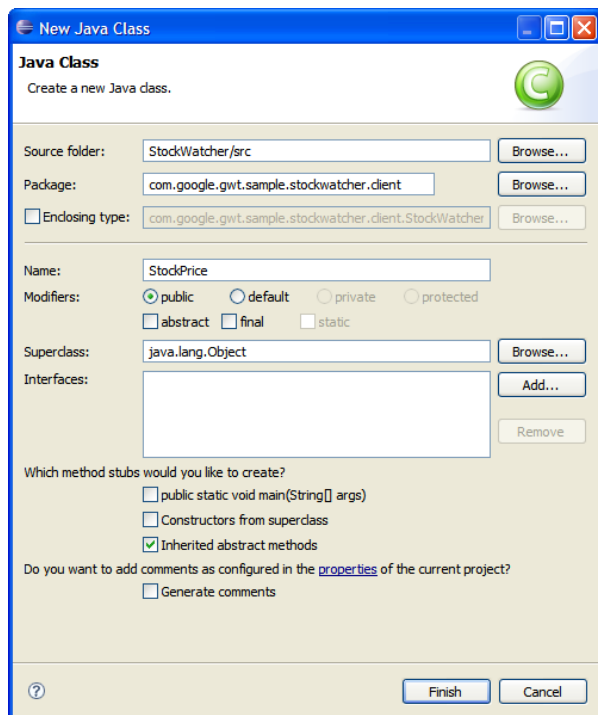 New Java Class
Java Class
Create a new Java class.
Source folder: StockWatcher/src Browse...
Package: com.google.gwt.sample.stockwatcher.client Browse...
Enclosing type: com.google.gwt.sample.stockwatcher.client.StockWatcher Browse...
Name: StockPrice
Modifiers: public default private protected
abstract final static
Superclass: java.lang.Object Browse...
Interfaces: Add...
Remove
Which method stubs would you like to create?
public static void main(String[] args)
Constructors from superclass
Inherited abstract methods
Do you want to add comments as configured in the properties of the current project?
Generate comments
? Finish Cancel